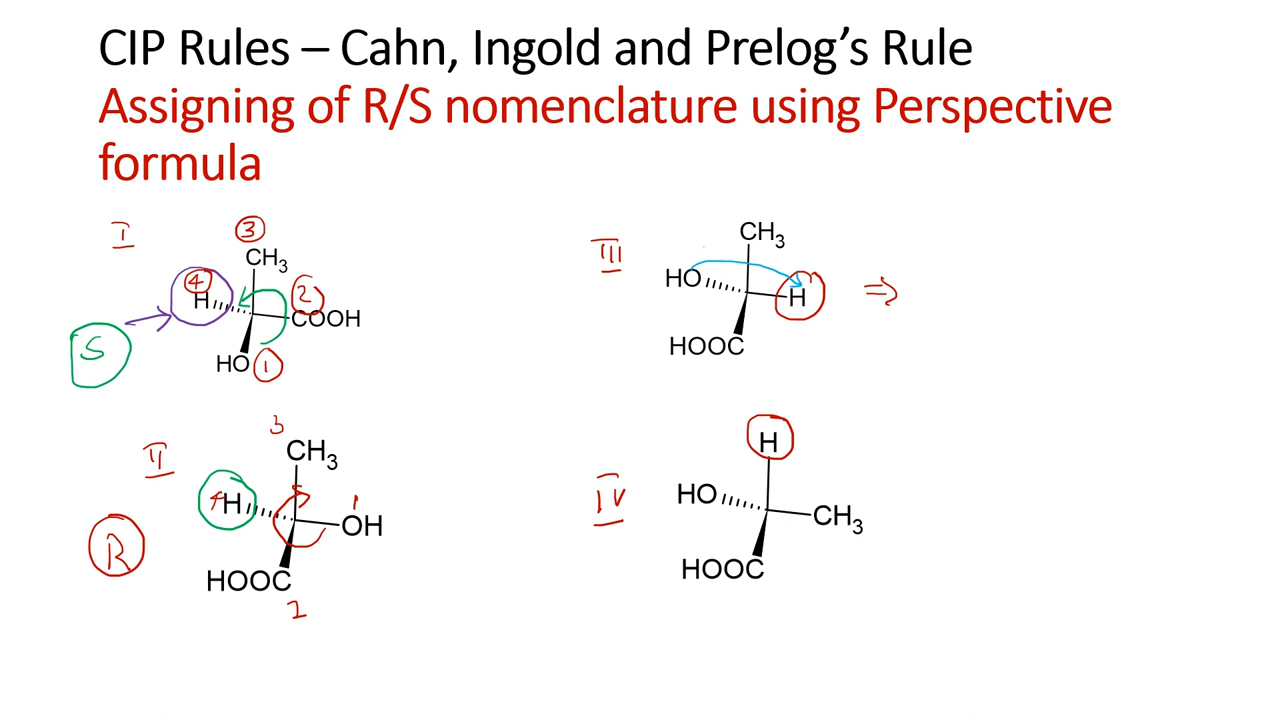 CIP Rules – Cahn, Ingold and Prelog’s Rule
Assigning of R/S nomenclature using Perspective
formula
I
③
CH₃
④
H
②
COOH
S
HO
①
III
CH₃
HO
H
⇒
HOOC
II
3
CH₃
4
H
1
OH
R
HOOC
2
IV
H
HO
CH₃
HOOC